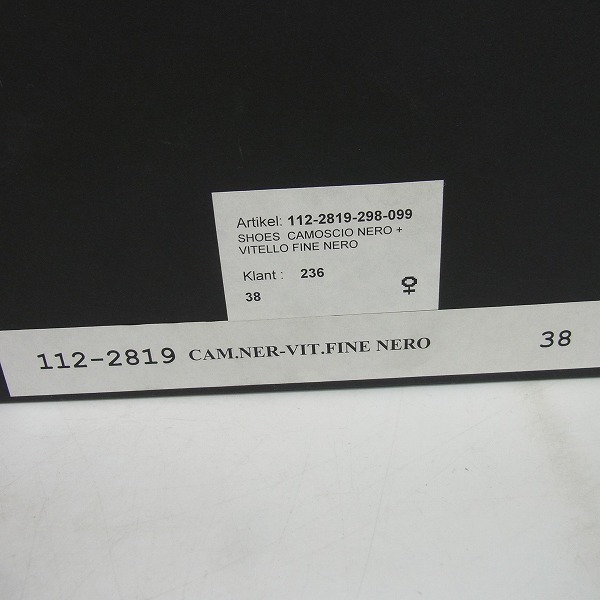 Artikel: 112-2819-298-099
SHOES CAMOSCIO NERO +
VITELLO FINE NERO
Klant : 236
38 ♀
112-2819 CAM.NER-VIT.FINE NERO 38